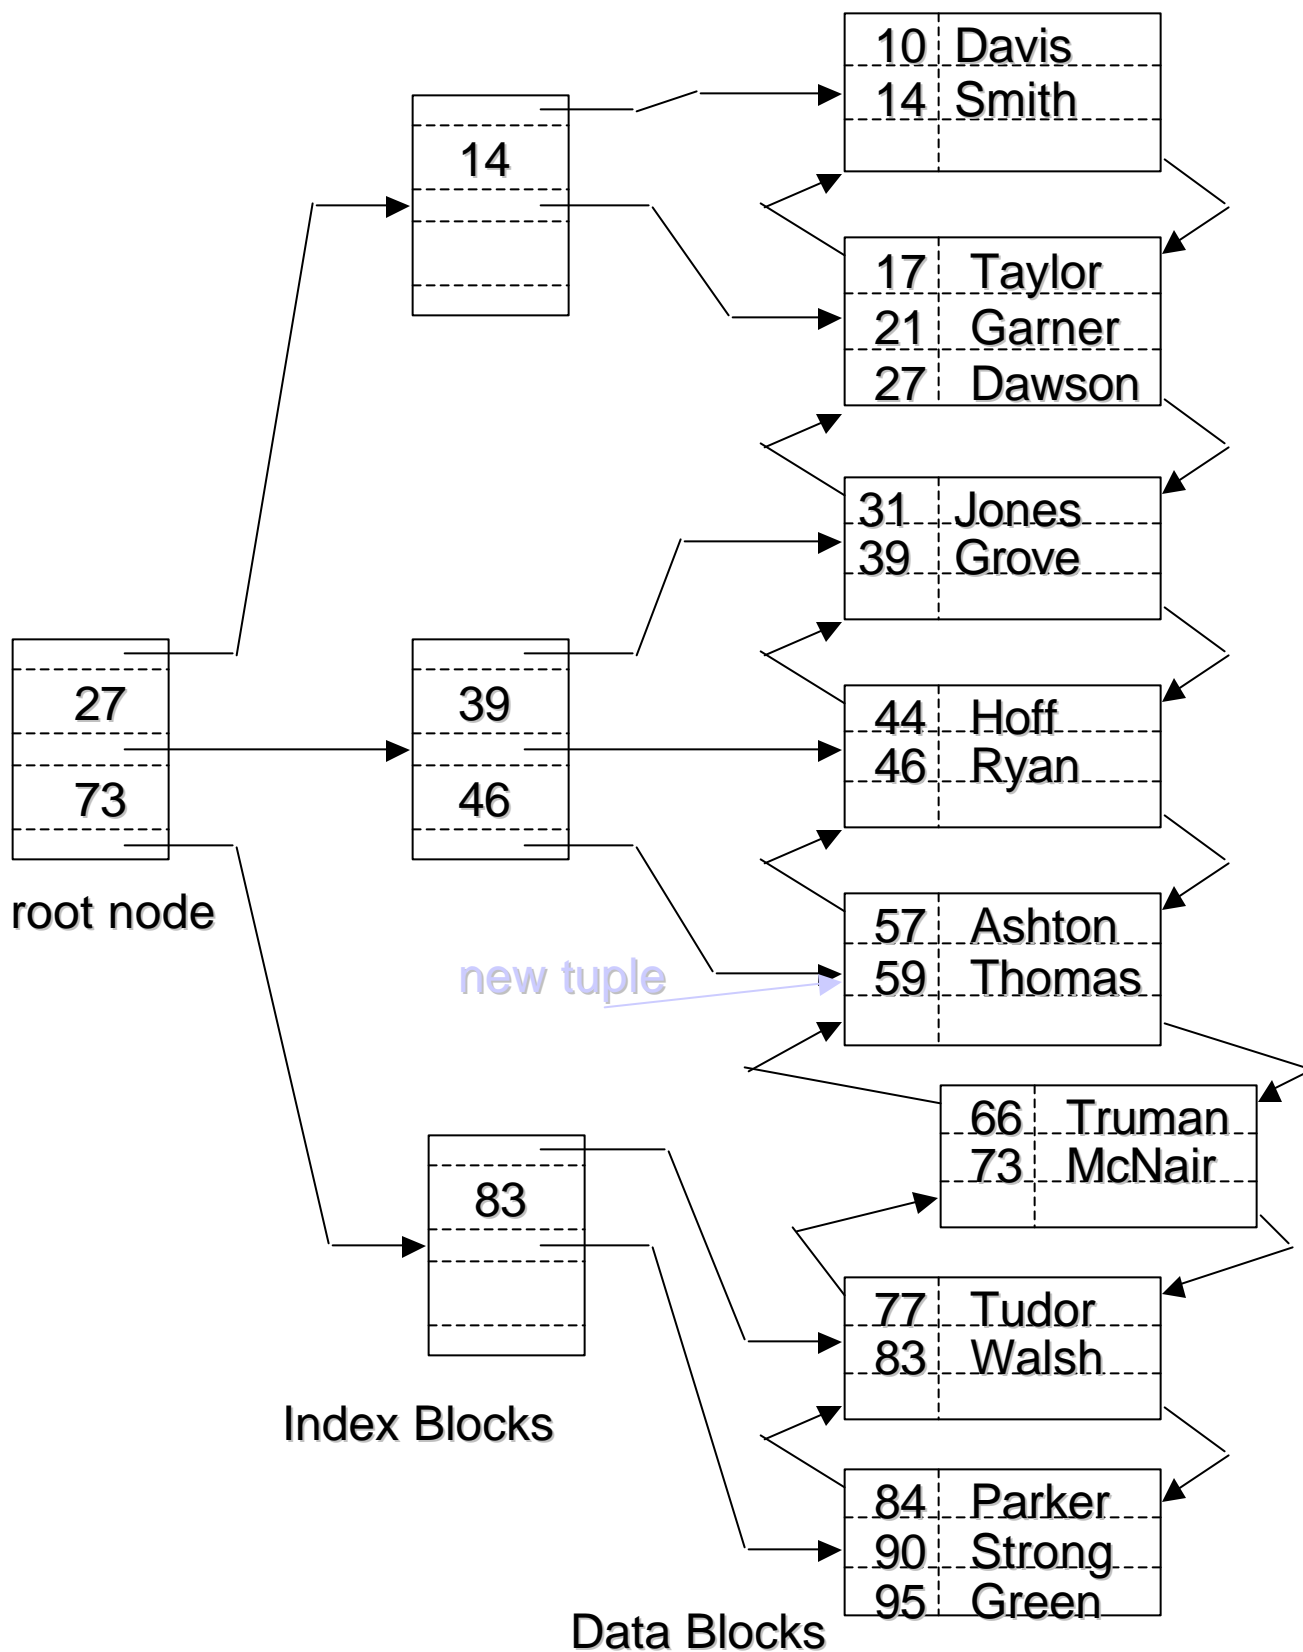 10 Davis
14 Smith
14
17 Taylor
21 Garner
27 Dawson
31 Jones
39 Grove
27
73
root node
39
46
44 Hoff
46 Ryan
57 Ashton
59 Thomas
new tuple
66 Truman
73 McNair
83
77 Tudor
83 Walsh
Index Blocks
84 Parker
90 Strong
95 Green
Data Blocks